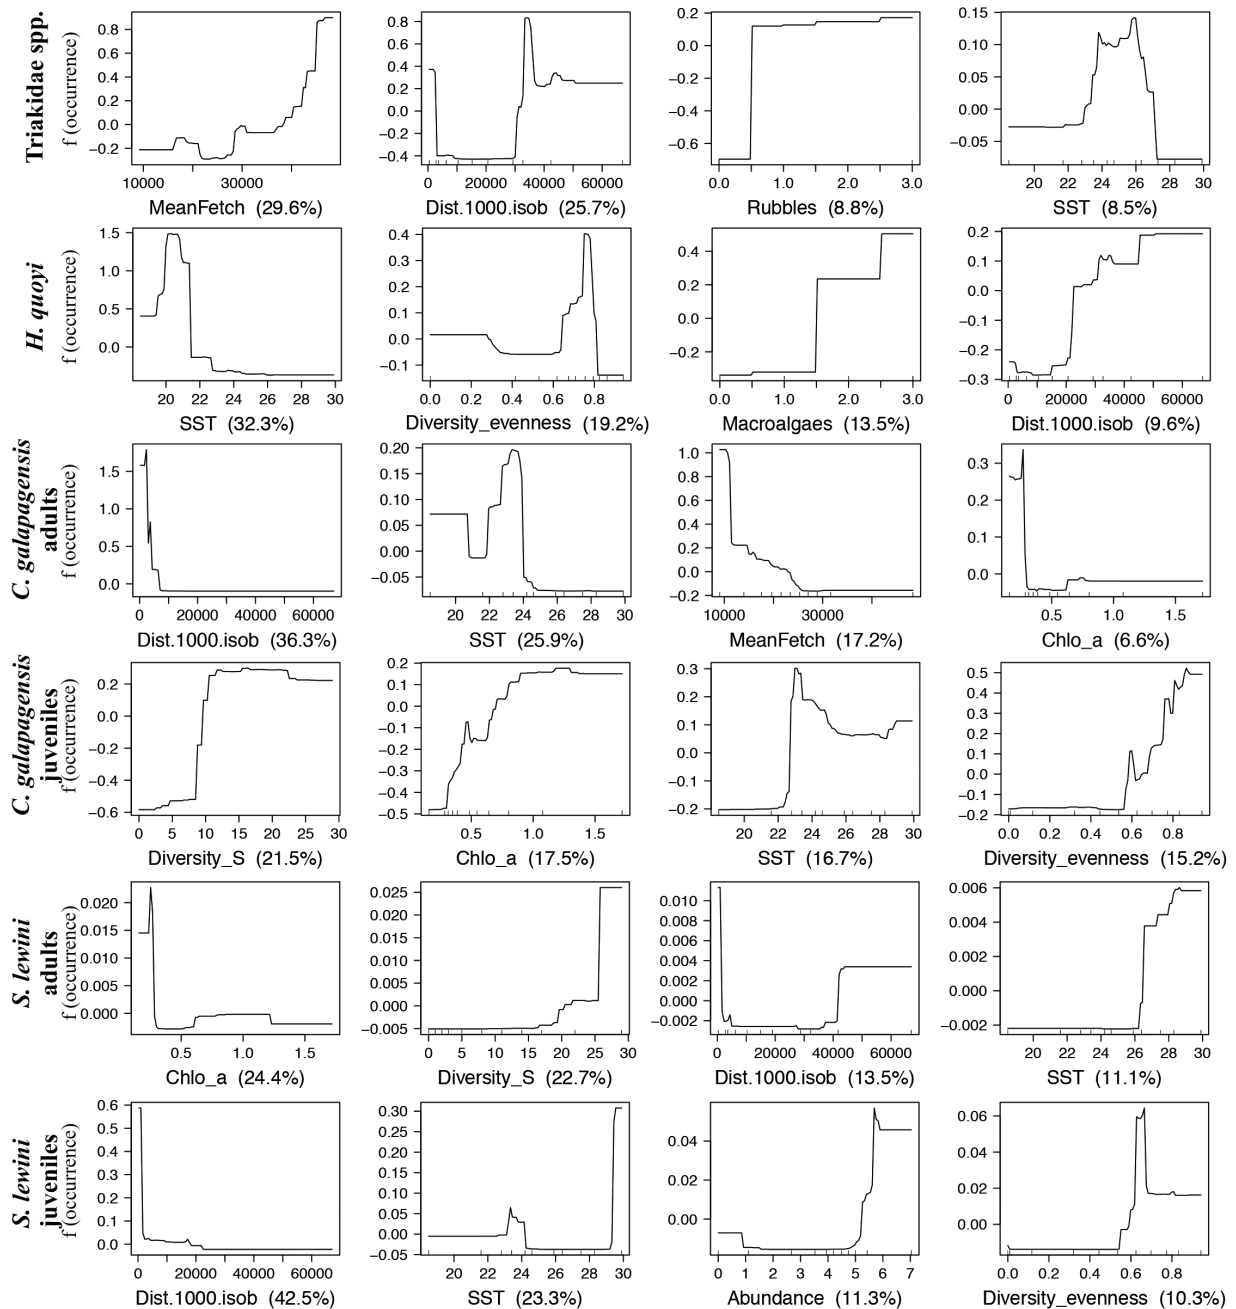 Triakidae spp.
f (occurrence)
0.8
0.6
0.4
0.2
0.0
−0.2
10000 30000
MeanFetch (29.6%)
0.8
0.6
0.4
0.2
0.0
−0.2
−0.4
0 20000 40000 60000
Dist.1000.isob (25.7%)
0.2
0.0
−0.2
−0.4
−0.6
0.0 1.0 2.0 3.0
Rubbles (8.8%)
0.15
0.10
0.05
0.00
−0.05
20 22 24 26 28 30
SST (8.5%)
H. quoyi
f (occurrence)
1.5
1.0
0.5
0.0
20 22 24 26 28 30
SST (32.3%)
0.4
0.3
0.2
0.1
0.0
−0.1
0.0 0.2 0.4 0.6 0.8
Diversity_evenness (19.2%)
0.4
0.2
0.0
−0.2
0.0 1.0 2.0 3.0
Macroalgaes (13.5%)
0.2
0.1
0.0
−0.1
−0.2
−0.3
0 20000 40000 60000
Dist.1000.isob (9.6%)
C. galapagensis
adults
f (occurrence)
1.5
1.0
0.5
0.0
0 20000 40000 60000
Dist.1000.isob (36.3%)
0.20
0.15
0.10
0.05
0.00
−0.05
20 22 24 26 28 30
SST (25.9%)
1.0
0.8
0.6
0.4
0.2
0.0
−0.2
10000 30000
MeanFetch (17.2%)
0.3
0.2
0.1
0.0
0.5 1.0 1.5
Chlo_a (6.6%)
C. galapagensis
juveniles
f (occurrence)
0.2
0.0
−0.2
−0.4
−0.6
0 5 10 15 20 25 30
Diversity_S (21.5%)
0.2
0.1
0.0
−0.1
−0.2
−0.3
−0.4
−0.5
0.5 1.0 1.5
Chlo_a (17.5%)
0.3
0.2
0.1
0.0
−0.1
−0.2
20 22 24 26 28 30
SST (16.7%)
0.5
0.4
0.3
0.2
0.1
0.0
−0.1
−0.2
0.0 0.2 0.4 0.6 0.8
Diversity_evenness (15.2%)
S. lewini
adults
f (occurrence)
0.020
0.015
0.010
0.005
0.000
0.5 1.0 1.5
Chlo_a (24.4%)
0.025
0.020
0.015
0.010
0.005
0.000
−0.005
0 5 10 15 20 25 30
Diversity_S (22.7%)
0.010
0.008
0.006
0.004
0.002
0.000
−0.002
0 20000 40000 60000
Dist.1000.isob (13.5%)
0.006
0.004
0.002
0.000
−0.002
20 22 24 26 28 30
SST (11.1%)
S. lewini
juveniles
f (occurrence)
0.6
0.5
0.4
0.3
0.2
0.1
0.0
0 20000 40000 60000
Dist.1000.isob (42.5%)
0.30
0.25
0.20
0.15
0.10
0.05
0.00
−0.05
20 22 24 26 28 30
SST (23.3%)
0.04
0.02
0.00
0 1 2 3 4 5 6 7
Abundance (11.3%)
0.06
0.04
0.02
0.00
0.0 0.2 0.4 0.6 0.8
Diversity_evenness (10.3%)